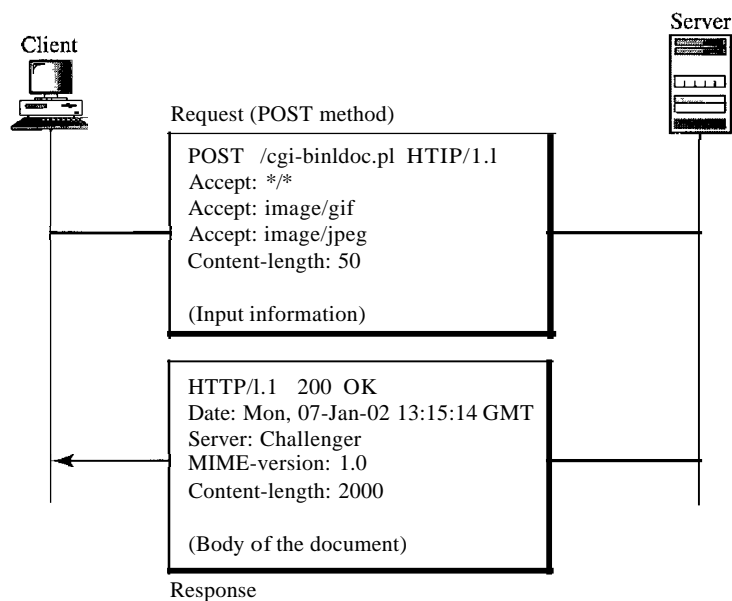 Client
Server
Request (POST method)
POST /cgi-binldoc.pl HTIP/1.l
Accept: */*
Accept: image/gif
Accept: image/jpeg
Content-length: 50
(Input information)
HTTP/l.1 200 OK
Date: Mon, 07-Jan-02 13:15:14 GMT
Server: Challenger
MIME-version: 1.0
Content-length: 2000
(Body of the document)
Response